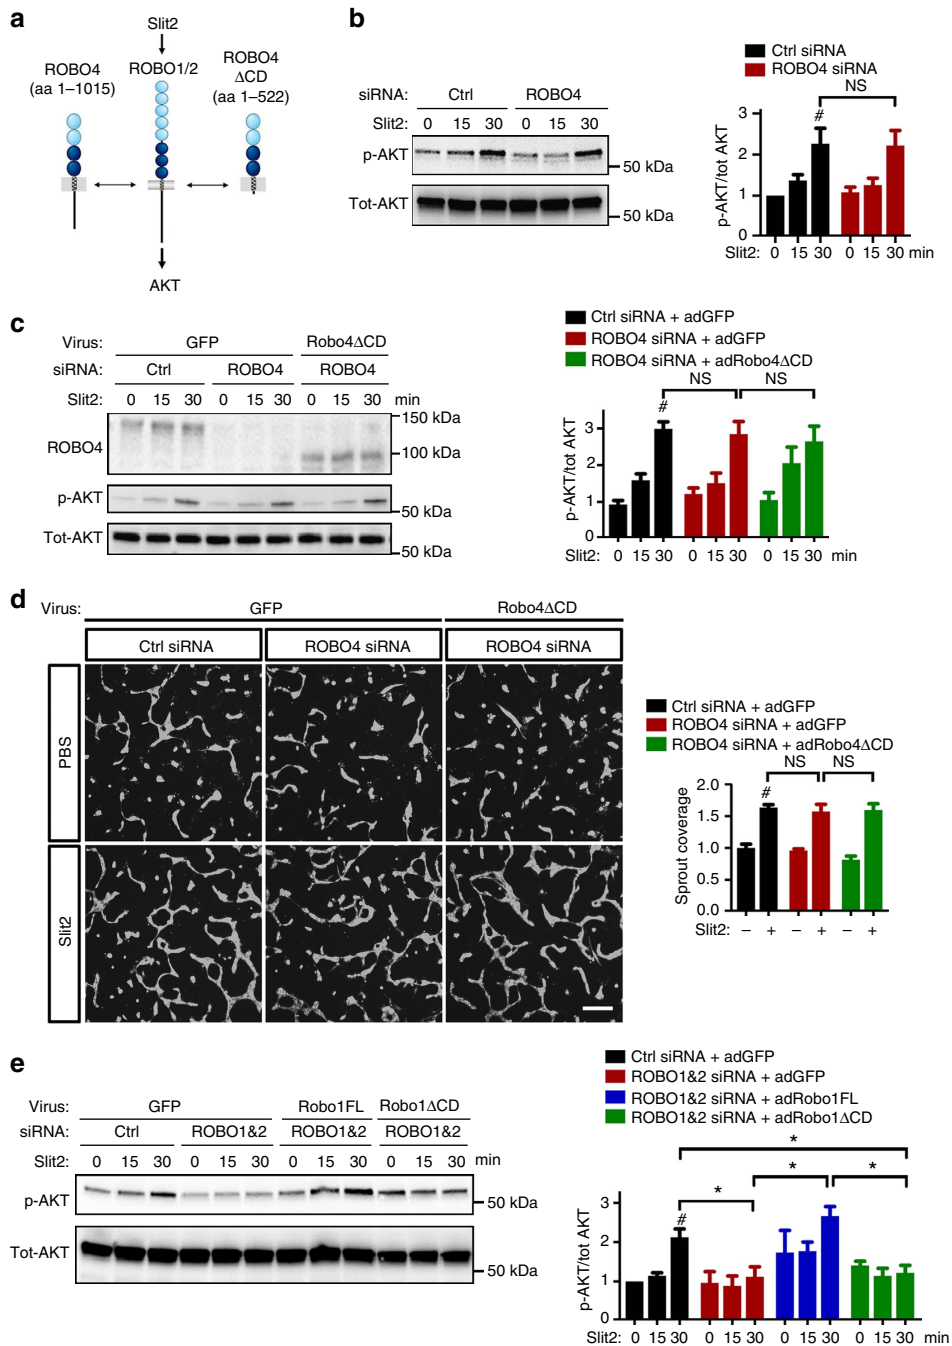 a
Slit2
ROBO4
(aa 1–1015)
ROBO1/2
ROBO4
ΔCD
(aa 1–522)
AKT
b
siRNA: Ctrl ROBO4
Slit2: 0 15 30 0 15 30
p-AKT
50 kDa
Tot-AKT
50 kDa
Ctrl siRNA
ROBO4 siRNA
NS
#
p-AKT/tot AKT
3
2
1
0
Slit2: 0 15 30 0 15 30 min
c
Virus: GFP Robo4ΔCD
siRNA: Ctrl ROBO4 ROBO4
Slit2: 0 15 30 0 15 30 0 15 30 min
ROBO4
150 kDa
100 kDa
p-AKT
50 kDa
Tot-AKT
50 kDa
Ctrl siRNA + adGFP
ROBO4 siRNA + adGFP
ROBO4 siRNA + adRobo4ΔCD
NS NS
#
p-AKT/tot AKT
3
2
1
0
Slit2: 0 15 30 0 15 30 0 15 30 min
d
Virus: GFP Robo4ΔCD
Ctrl siRNA ROBO4 siRNA ROBO4 siRNA
PBS
Slit2
Ctrl siRNA + adGFP
ROBO4 siRNA + adGFP
ROBO4 siRNA + adRobo4ΔCD
NS NS
#
Sprout coverage
2.0
1.5
1.0
0.5
0.0
Slit2: – + – + – +
e
Virus: GFP Robo1FL Robo1ΔCD
siRNA: Ctrl ROBO1&2 ROBO1&2 ROBO1&2
Slit2: 0 15 30 0 15 30 0 15 30 0 15 30 min
p-AKT
50 kDa
Tot-AKT
50 kDa
Ctrl siRNA + adGFP
ROBO1&2 siRNA + adGFP
ROBO1&2 siRNA + adRobo1FL
ROBO1&2 siRNA + adRobo1ΔCD
*
* * *
#
p-AKT/tot AKT
3
2
1
0
Slit2: 0 15 30 0 15 30 0 15 30 0 15 30 min